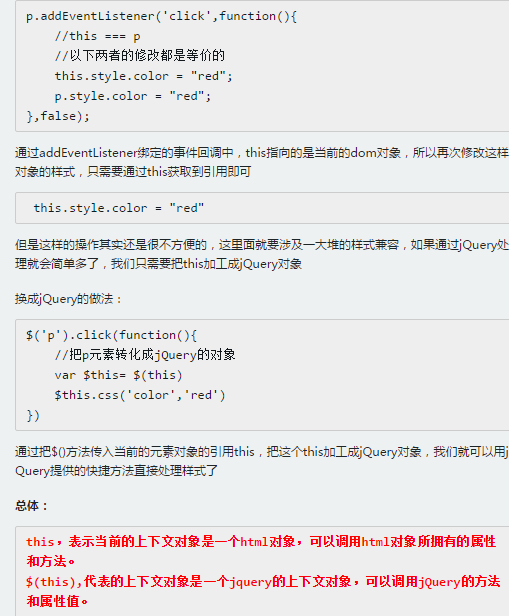 p.addEventListener('click',function(){
//this === p
//以下两者的修改都是等价的
this.style.color = "red";
p.style.color = "red";
},false);
通过addEventListener绑定的事件回调中，this指向的是当前的dom对象，所以再次修改这样
对象的样式，只需要通过this获取到引用即可
this.style.color = "red"
但是这样的操作其实还是很不方便的，这里面就要涉及一大堆的样式兼容，如果通过jQuery处
理就会简单多了，我们只需要把this加工成jQuery对象
换成jQuery的做法：
$('p').click(function(){
//把p元素转化成jQuery的对象
var $this= $(this)
$this.css('color','red')
})
通过把$()方法传入当前的元素对象的引用this，把这个this加工成jQuery对象，我们就可以用j
Query提供的快捷方法直接处理样式了
总体：
this，表示当前的上下文对象是一个html对象，可以调用html对象所拥有的属性
和方法。
$(this),代表的上下文对象是一个jquery的上下文对象，可以调用jQuery的方法
和属性值。